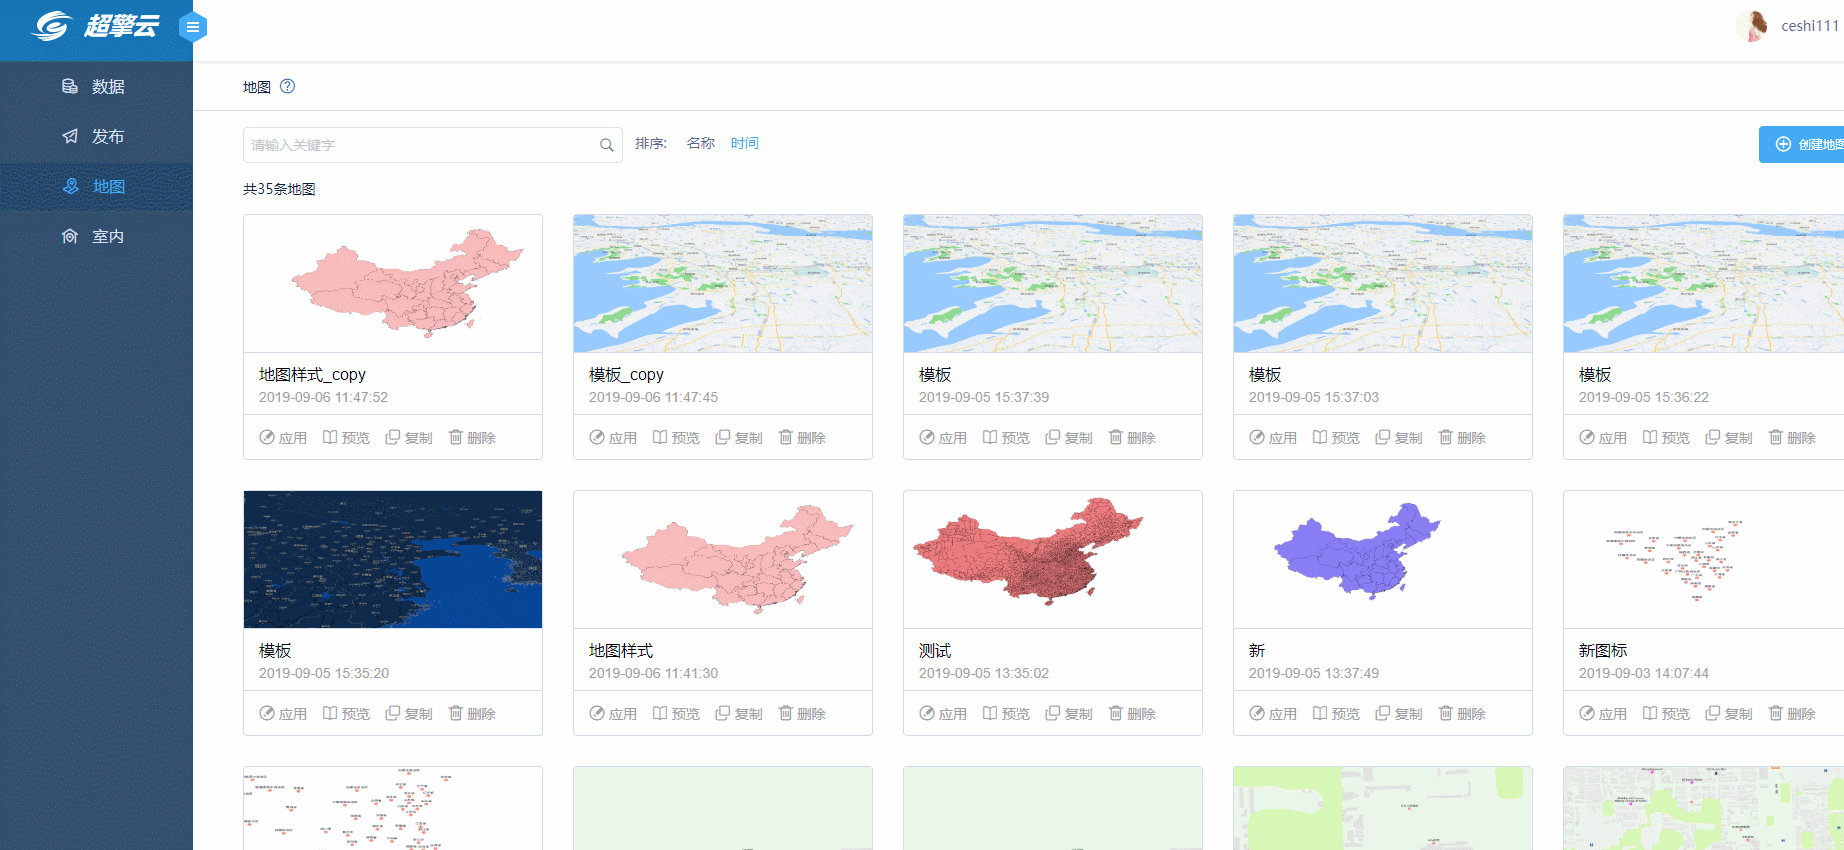 超擎云
ceshi111
数据
发布
地图
室内
地图
请输入关键字
排序: 名称 时间
创建地图
共35条地图
地图样式_copy
2019-09-06 11:47:52
应用 预览 复制 删除
模板_copy
2019-09-06 11:47:45
应用 预览 复制 删除
模板
2019-09-05 15:37:39
应用 预览 复制 删除
模板
2019-09-05 15:37:03
应用 预览 复制 删除
模板
2019-09-05 15:36:22
应用 预览 复制 删除
模板
2019-09-05 15:35:20
应用 预览 复制 删除
地图样式
2019-09-06 11:41:30
应用 预览 复制 删除
测试
2019-09-05 13:35:02
应用 预览 复制 删除
新
2019-09-05 13:37:49
应用 预览 复制 删除
新图标
2019-09-03 14:07:44
应用 预览 复制 删除